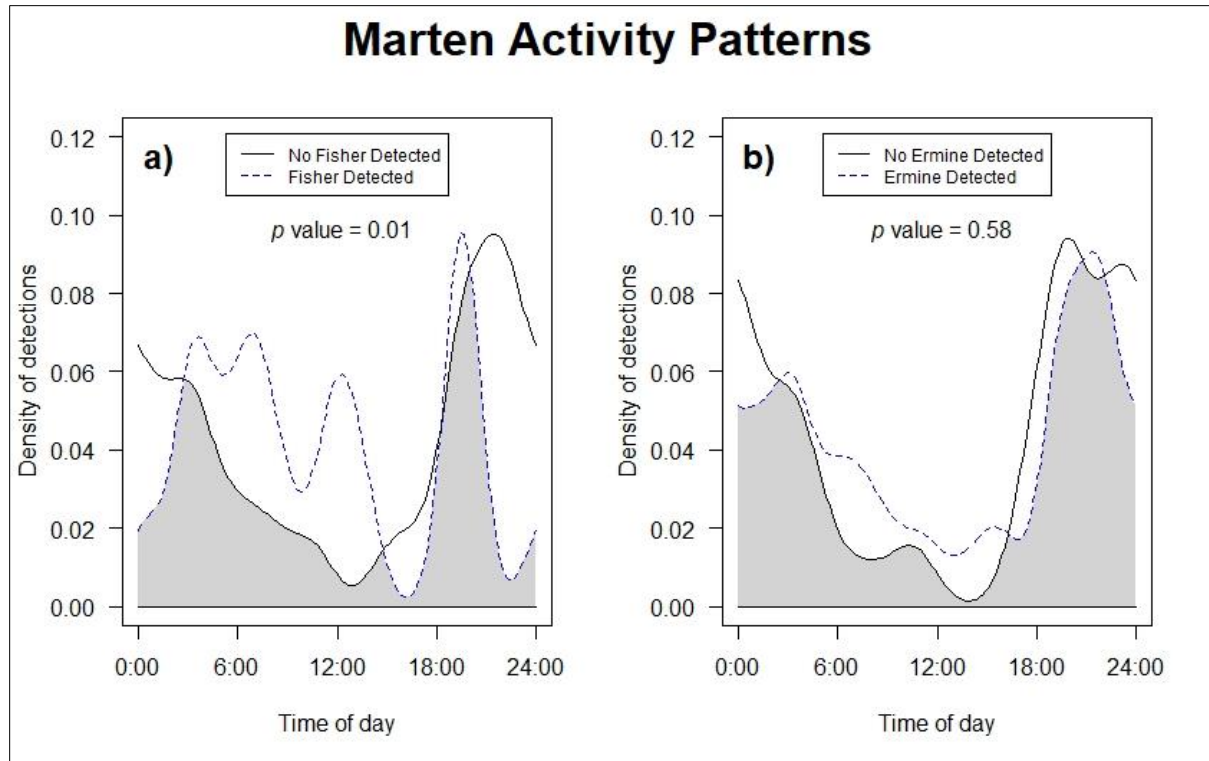 Marten Activity Patterns
a)
No Fisher Detected
Fisher Detected
p value = 0.01
0.12
0.10
0.08
0.06
0.04
0.02
0.00
Density of detections
0:00 6:00 12:00 18:00 24:00
Time of day
b)
No Ermine Detected
Ermine Detected
p value = 0.58
0.12
0.10
0.08
0.06
0.04
0.02
0.00
Density of detections
0:00 6:00 12:00 18:00 24:00
Time of day